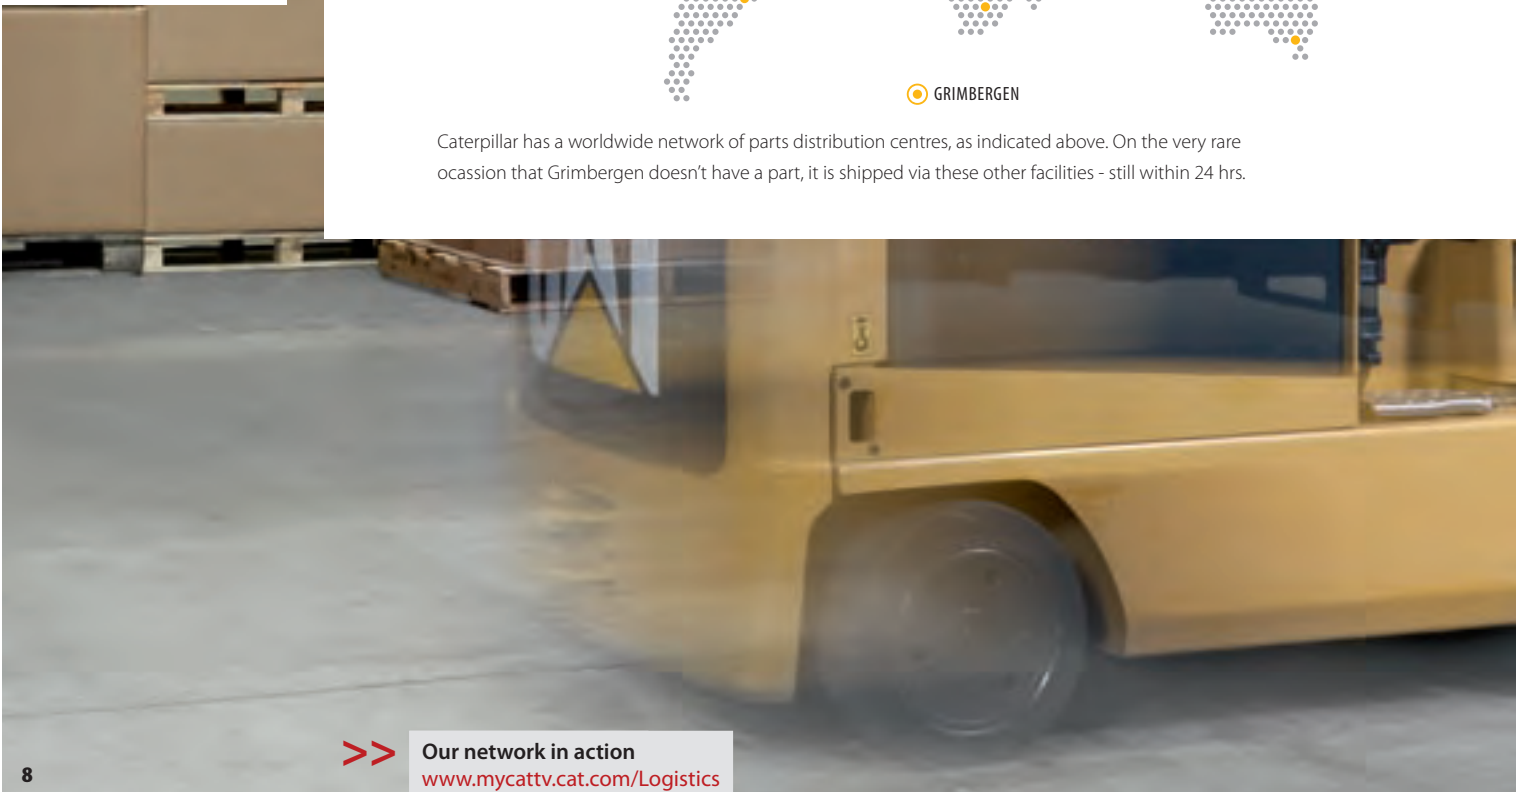 GRIMBERGEN
Caterpillar has a worldwide network of parts distribution centres, as indicated above. On the very rare
ocassion that Grimbergen doesn't have a part, it is shipped via these other facilities - still within 24 hrs.
>> Our network in action
www.mycattv.cat.com/Logistics
8